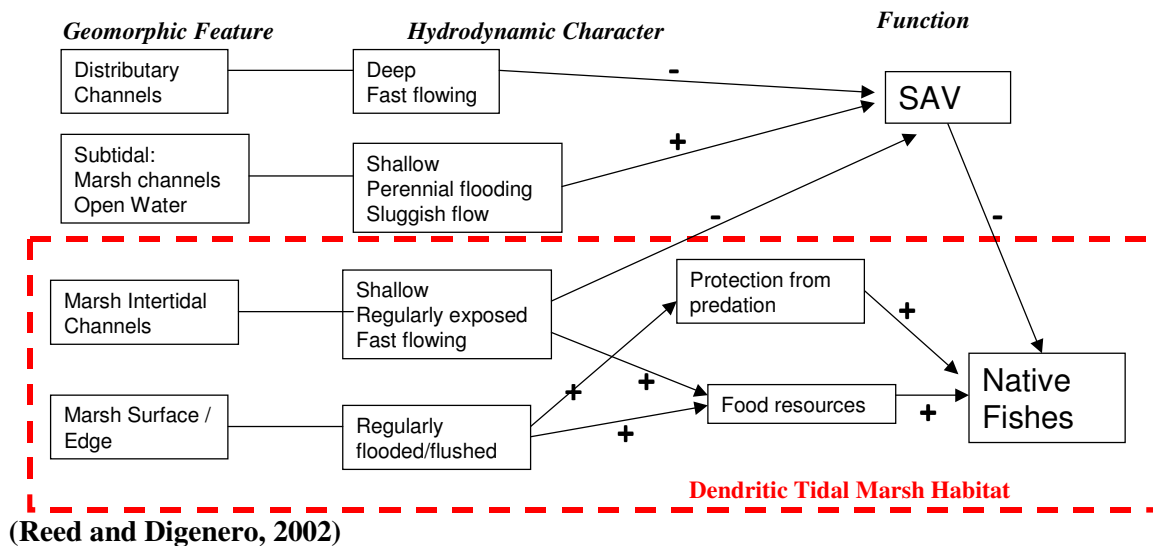 Geomorphic Feature
Hydrodynamic Character
Function
Distributary
Channels
Deep
Fast flowing
-
SAV
+
Subtidal:
Marsh channels
Open Water
Shallow
Perennial flooding
Sluggish flow
-
-
Marsh Intertidal
Channels
Shallow
Regularly exposed
Fast flowing
Protection from
predation
+
+
+
Native
Fishes
Marsh Surface /
Edge
Regularly
flooded/flushed
+
Food resources
+
Dendritic Tidal Marsh Habitat
(Reed and Digenero, 2002)